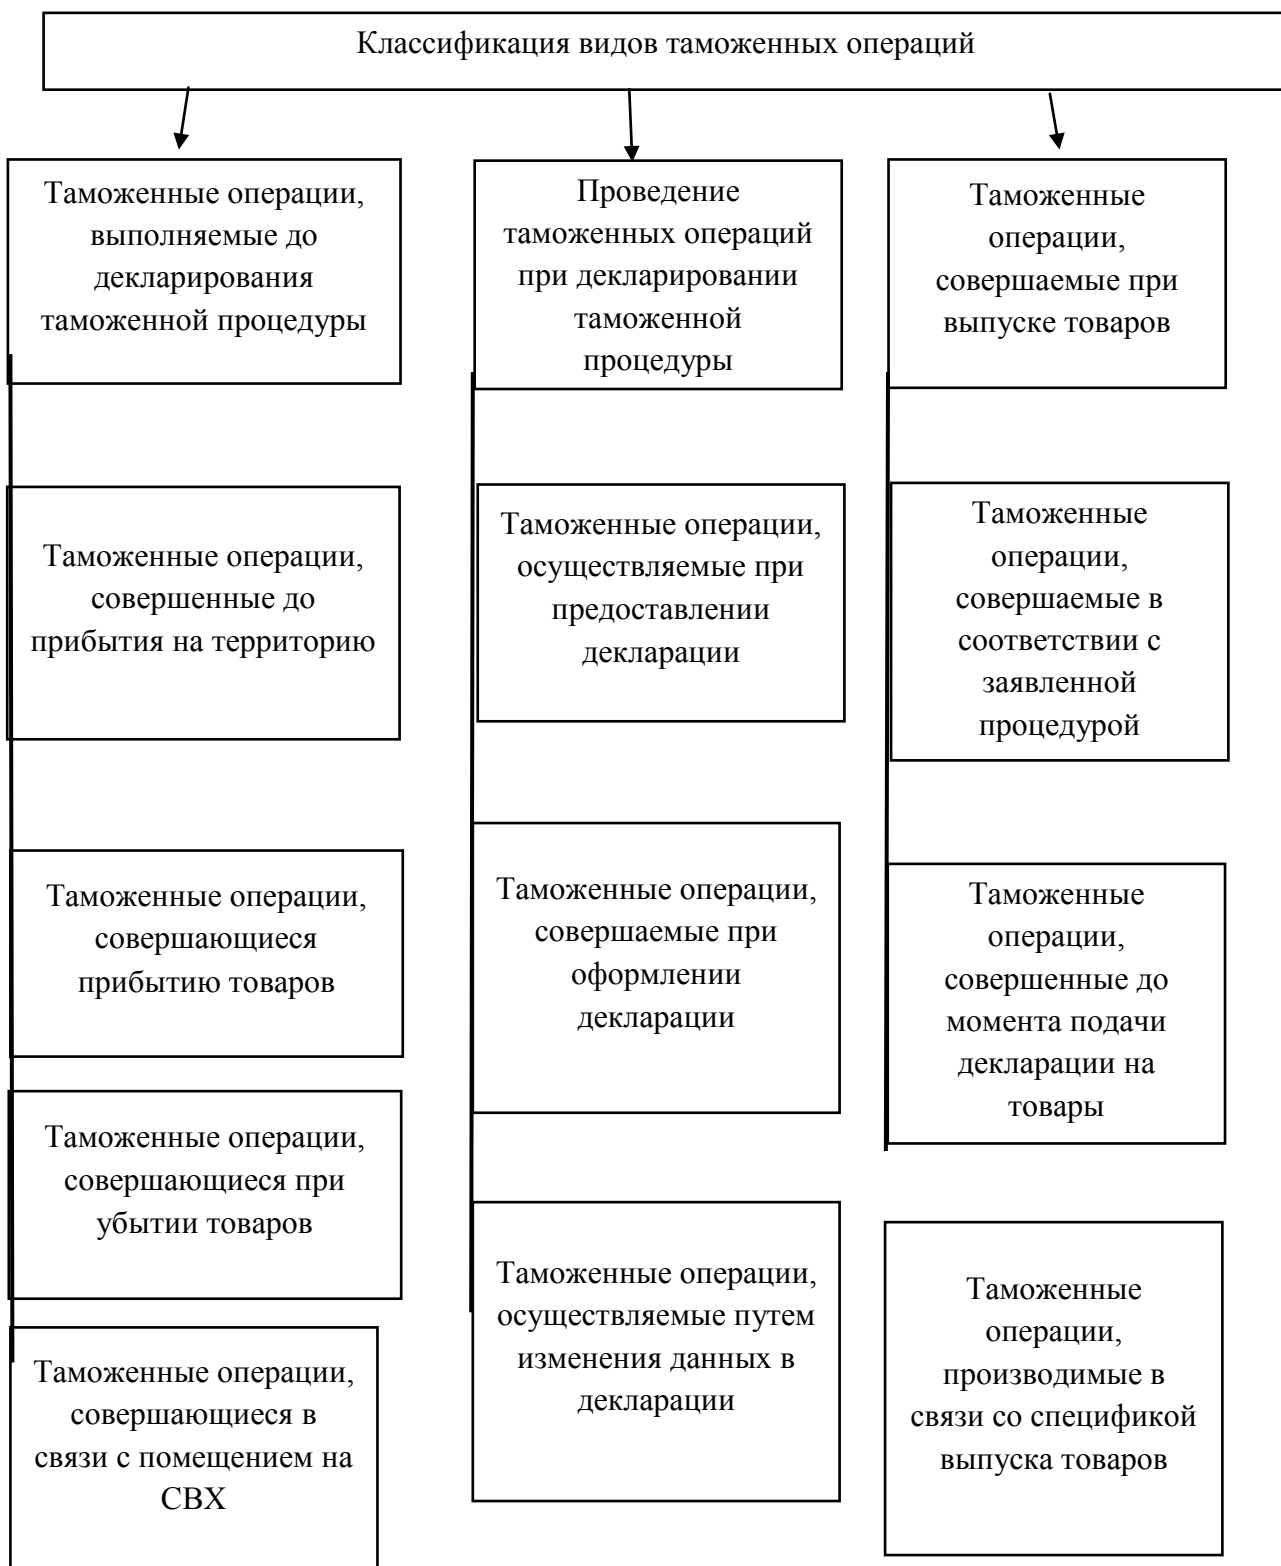 Классификация видов таможенных операций
Таможенные операции,
выполняемые до
декларирования
таможенной процедуры
Таможенные операции,
совершенные до
прибытия на территорию
Таможенные операции,
совершающиеся
прибытию товаров
Таможенные операции,
совершающиеся при
убытии товаров
Таможенные операции,
совершающиеся в
связи с помещением на
СВХ
Проведение
таможенных операций
при декларировании
таможенной
процедуры
Таможенные операции,
осуществляемые при
предоставлении
декларации
Таможенные операции,
совершаемые при
оформлении
декларации
Таможенные операции,
осуществляемые путем
изменения данных в
декларации
Таможенные
операции,
совершаемые при
выпуске товаров
Таможенные
операции,
совершаемые в
соответствии с
заявленной
процедурой
Таможенные
операции,
совершенные до
момента подачи
декларации на
товары
Таможенные
операции,
производимые в
связи со спецификой
выпуска товаров